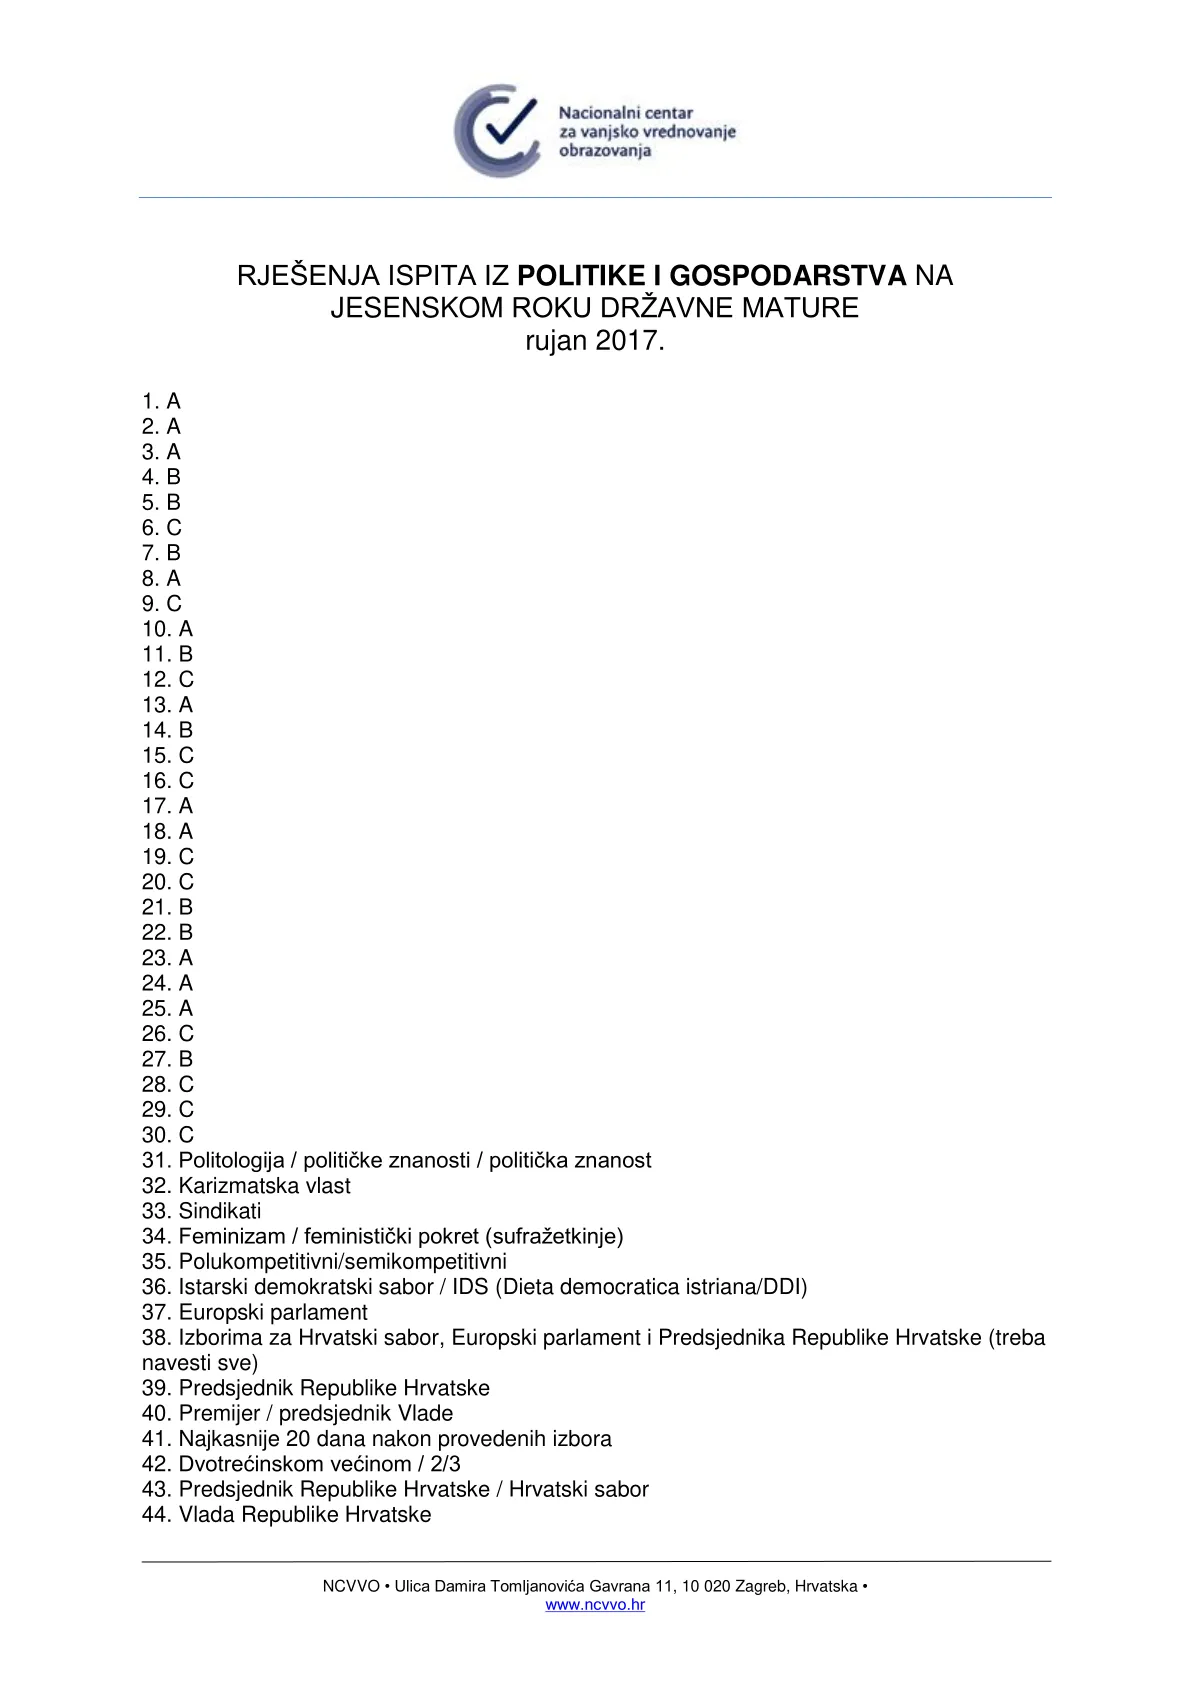 Nacionalni centar
za vanjsko vrednovanje
obrazovanja
RJEŠENJA ISPITA IZ POLITIKE I GOSPODARSTVA NA
JESENSKOM ROKU DRŽAVNE MATURE
rujan 2017.
1. A
2. A
3. A
4. B
5. B
6. C
7. B
8. A
9. C
10. A
11. B
12. C
13. A
14. B
15. C
16. C
17. A
18. A
19. C
20. C
21. B
22. B
23. A
24. A
25. A
26. C
27. B
28. C
29. C
30. C
31. Politologija / političke znanosti / politička znanost
32. Karizmatska vlast
33. Sindikati
34. Feminizam / feministički pokret (sufražetkinje)
35. Polukompetitivni/semikompetitivni
36. Istarski demokratski sabor / IDS (Dieta democratica istriana/DDI)
37. Europski parlament
38. Izborima za Hrvatski sabor, Europski parlament i Predsjednika Republike Hrvatske (treba
navesti sve)
39. Predsjednik Republike Hrvatske
40. Premijer / predsjednik Vlade
41. Najkasnije 20 dana nakon provedenih izbora
42. Dvotrećinskom većinom / 2/3
43. Predsjednik Republike Hrvatske / Hrvatski sabor
44. Vlada Republike Hrvatske
NCVVO • Ulica Damira Tomljanovića Gavrana 11, 10 020 Zagreb, Hrvatska •
www.ncvvo.hr